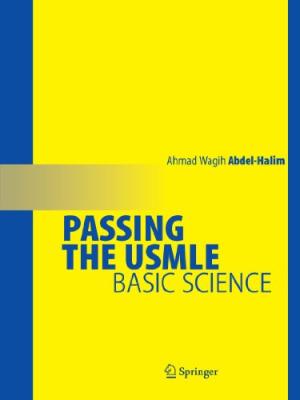 Ahmad Wagih Abdel-Halim
PASSING
THE USMLE
BASIC SCIENCE
Springer